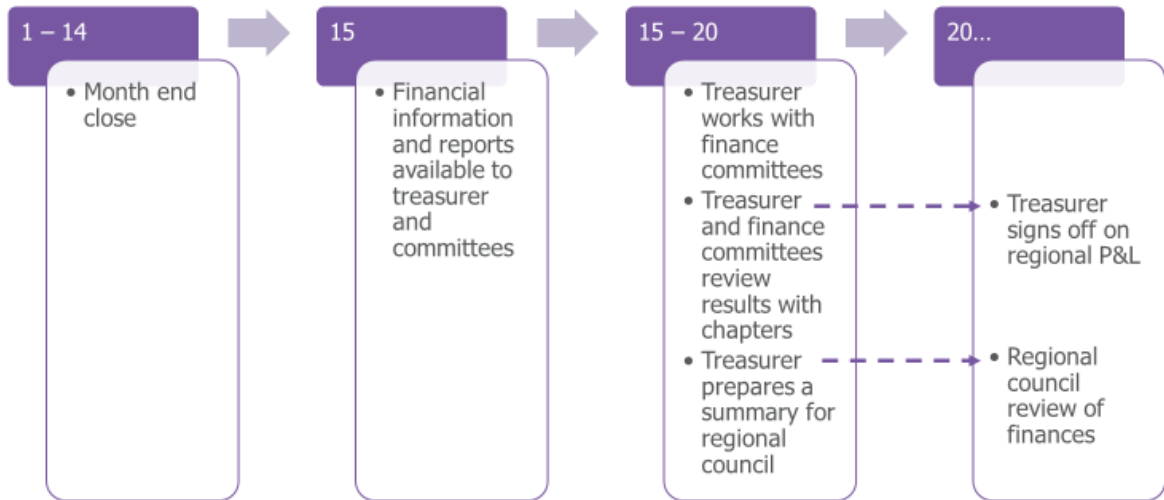 1 – 14
• Month end
close
15
• Financial
information
and reports
available to
treasurer
and
committees
15 – 20
• Treasurer
works with
finance
committees
• Treasurer
and finance
committees
review
results with
chapters
• Treasurer
prepares a
summary for
regional
council
20...
• Treasurer
signs off on
regional P&L
• Regional
council
review of
finances